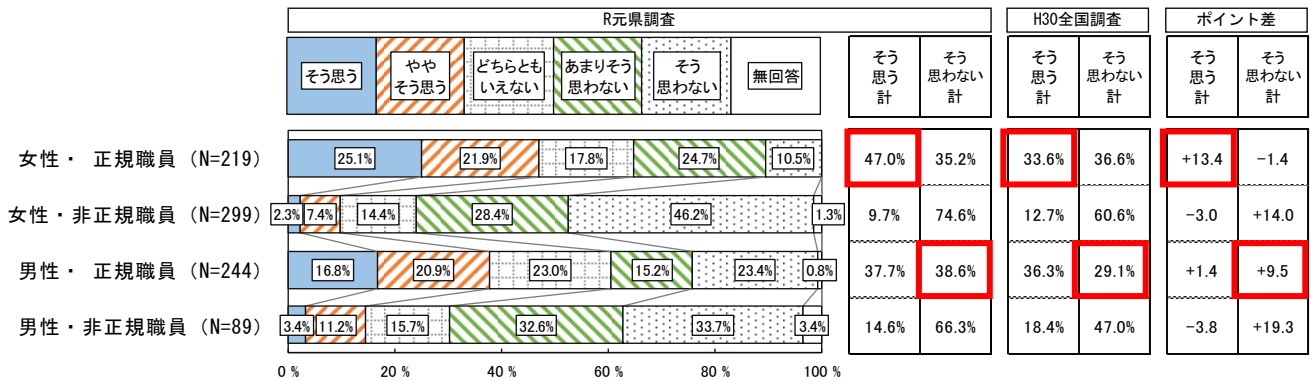 R元県調査
H30全国調査
ポイント差
そう思う
やや
そう思う
どちらとも
いえない
あまりそう
思わない
そう
思わない
無回答
そう
思う
計
そう
思わない
計
そう
思う
計
そう
思わない
計
そう
思う
計
そう
思わない
計
女性・ 正規職員 (N=219)
25.1% 21.9% 17.8% 24.7% 10.5% 47.0% 35.2% 33.6% 36.6% +13.4 −1.4
女性・非正規職員 (N=299)
2.3% 7.4% 14.4% 28.4% 46.2% 1.3% 9.7% 74.6% 12.7% 60.6% −3.0 +14.0
男性・ 正規職員 (N=244)
16.8% 20.9% 23.0% 15.2% 23.4% 0.8% 37.7% 38.6% 36.3% 29.1% +1.4 +9.5
男性・非正規職員 (N=89)
3.4% 11.2% 15.7% 32.6% 33.7% 3.4% 14.6% 66.3% 18.4% 47.0% −3.8 +19.3
0 % 20 % 40 % 60 % 80 % 100 %